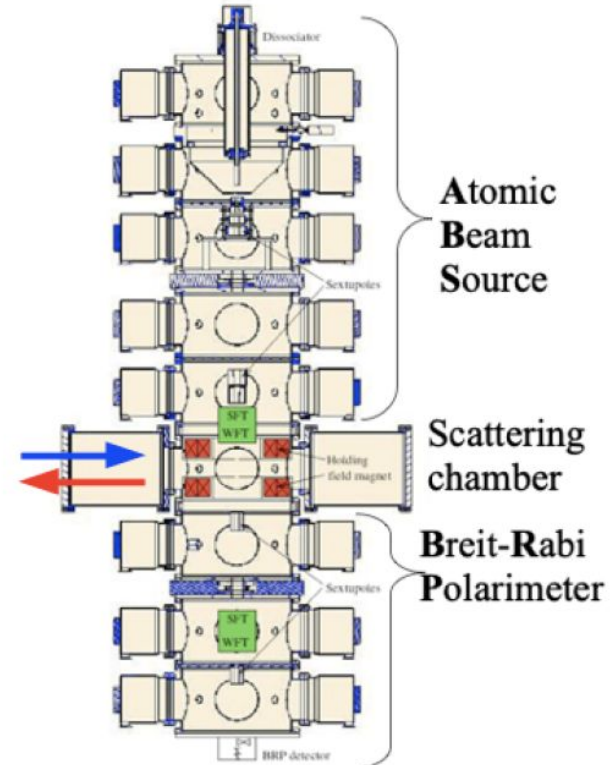 Dissociator
Atomic
Beam
Source
Sextupoles
SFT
WFT
Scattering
chamber
Holding
field magnet
Breit-Rabi
Polarimeter
Sextupoles
SFT
WFT
BRP detector